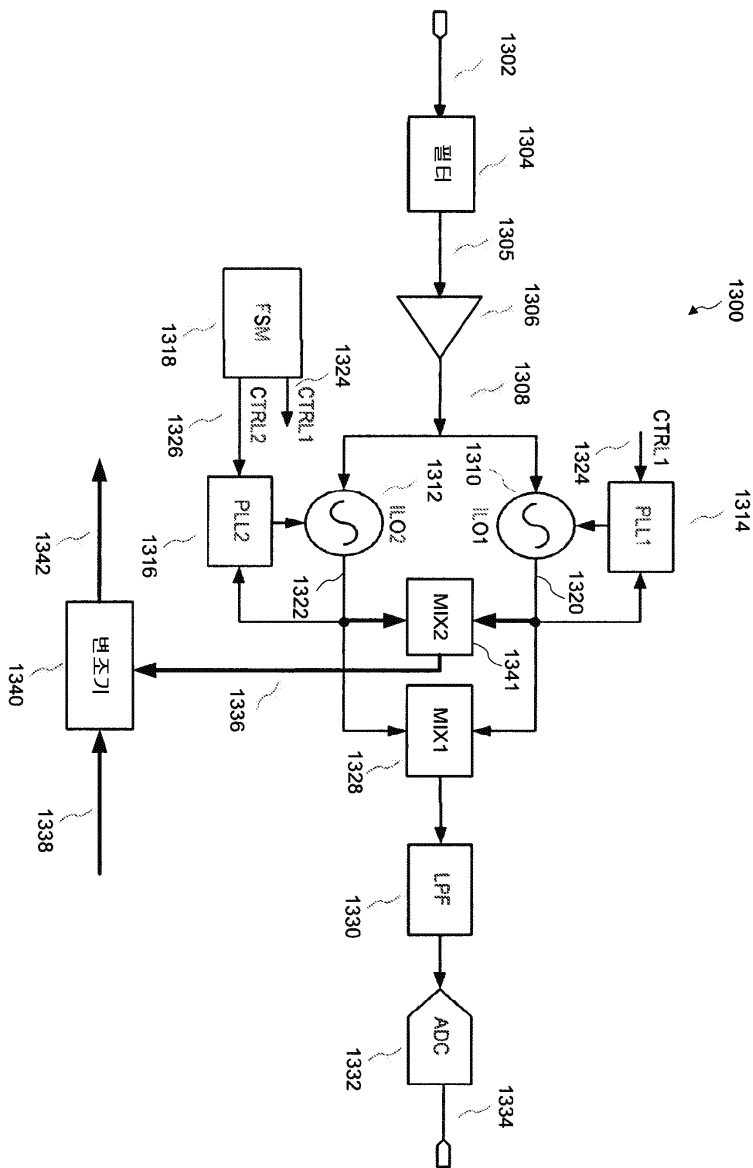 1300
1302
1304
필터
1305
1306
1308
CTRL1
1324
PLL1
1314
1310
ILO1
1320
1312
ILO2
1322
FSM
1318
1324
CTRL1
CTRL2
1326
PLL2
1316
MIX2
1341
MIX1
1328
1336
LPF
1330
ADC
1332
1334
변조기
1340
1342
1338